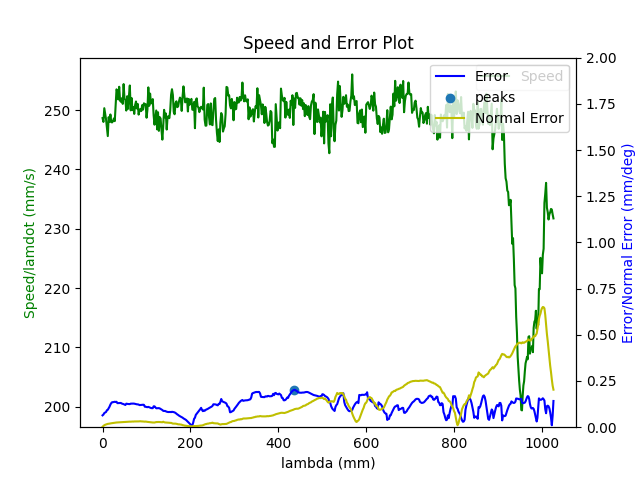 Speed and Error Plot
Speed/lamdot (mm/s)
250
240
230
220
210
200
2.00
1.75
1.50
1.25
1.00
0.75
0.50
0.25
0.00
Error/Normal Error (mm/deg)
Error
Speed
peaks
Normal Error
0
200
400
600
800
1000
lambda (mm)